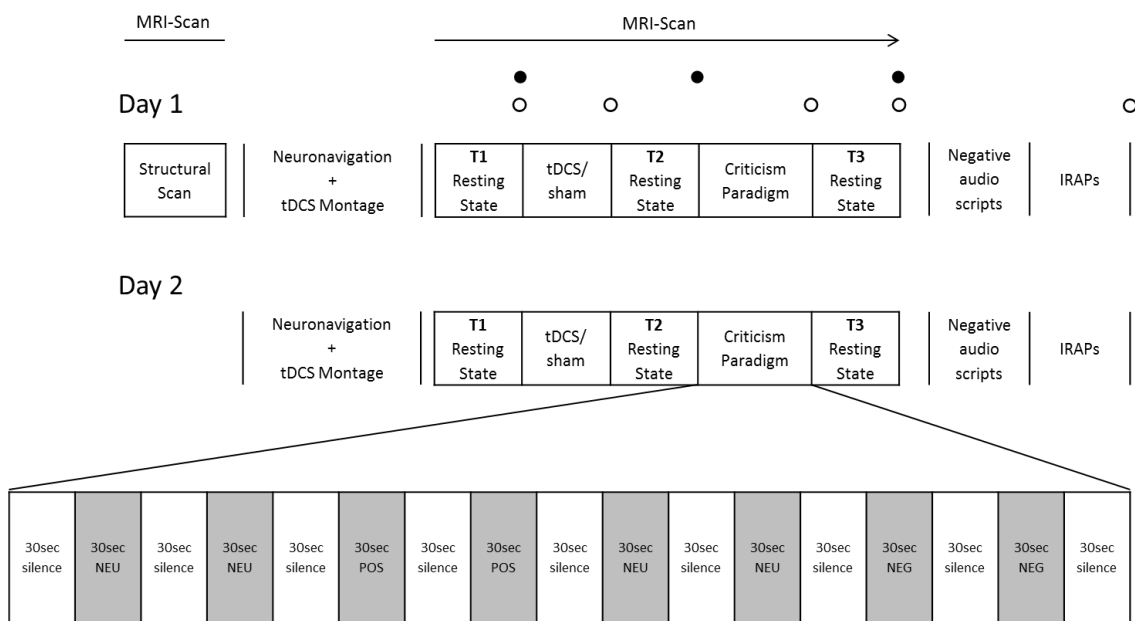 MRI-Scan
MRI-Scan
Day 1
Structural
Scan
Neuronavigation
+
tDCS Montage
T1
Resting
State
tDCS/
sham
T2
Resting
State
Criticism
Paradigm
T3
Resting
State
Negative
audio
scripts
IRAPs
Day 2
Neuronavigation
+
tDCS Montage
T1
Resting
State
tDCS/
sham
T2
Resting
State
Criticism
Paradigm
T3
Resting
State
Negative
audio
scripts
IRAPs
30sec
silence
30sec
NEU
30sec
silence
30sec
NEU
30sec
silence
30sec
POS
30sec
silence
30sec
POS
30sec
silence
30sec
NEU
30sec
silence
30sec
NEU
30sec
silence
30sec
NEG
30sec
silence
30sec
NEG
30sec
silence